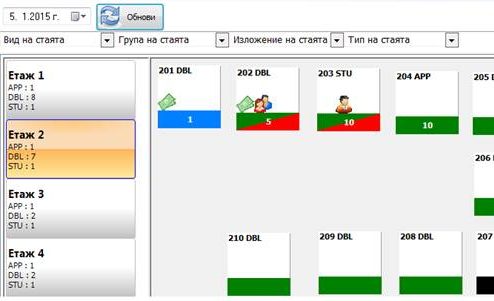 5. 1.2015 г. Обнови
Вид на стаята Група на стаята Изложение на стаята Тип на стаята
Етаж 1
APP : 1
DBL : 8
STU : 1
Етаж 2
APP : 1
DBL : 7
STU : 1
Етаж 3
APP : 1
DBL : 2
STU : 1
Етаж 4
APP : 1
DBL : 2
STU : 1
201 DBL 202 DBL 203 STU 204 APP 205
1 5 10 10
206
210 DBL 209 DBL 208 DBL 207